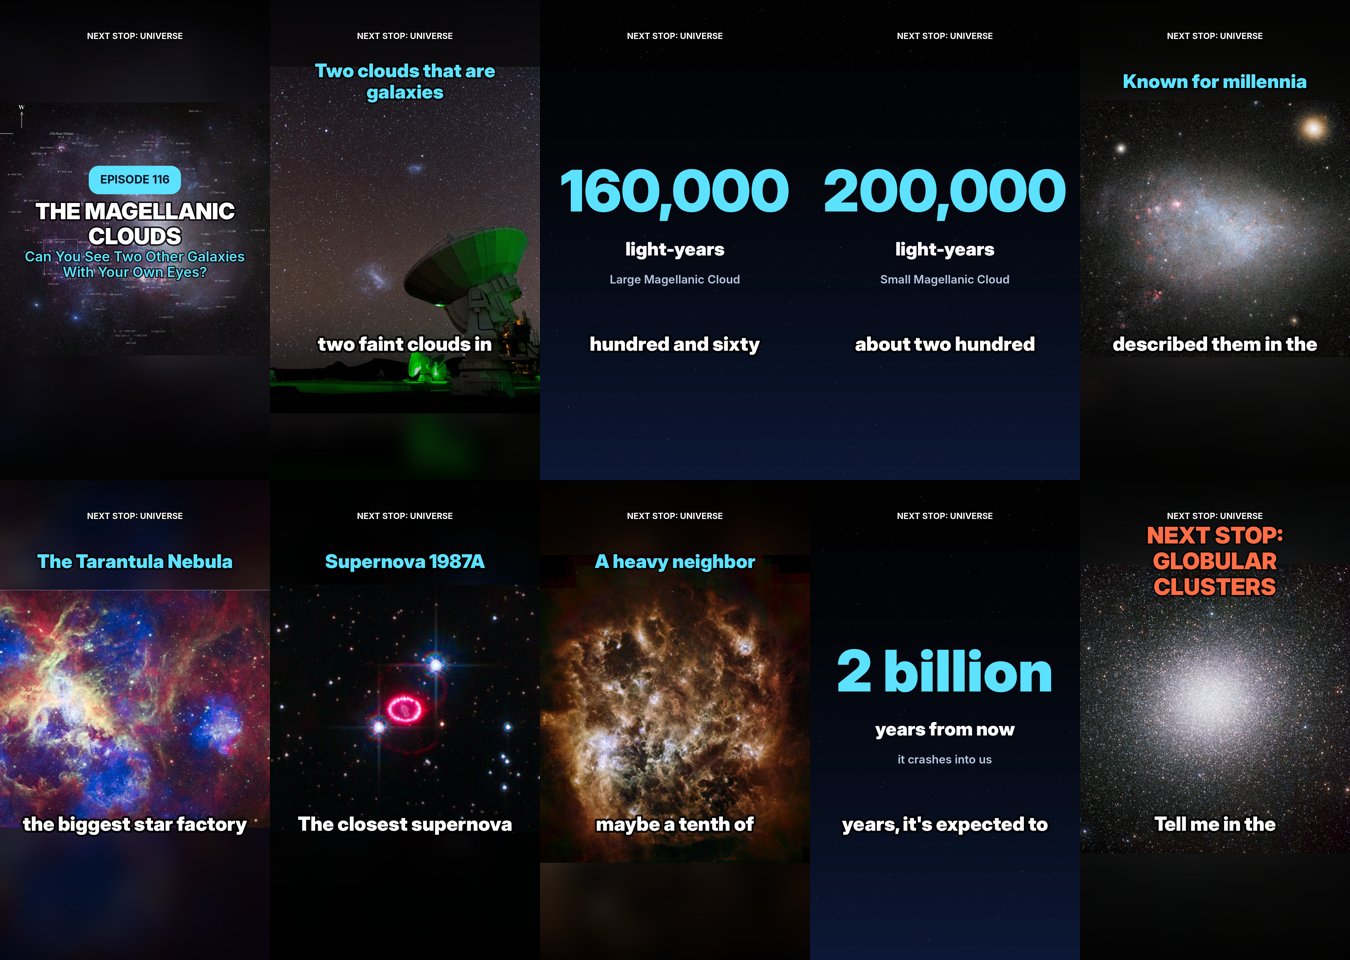 NEXT STOP: UNIVERSE
W
EPISODE 116
THE MAGELLANIC
CLOUDS
Can You See Two Other Galaxies
With Your Own Eyes?
NEXT STOP: UNIVERSE
Two clouds that are
galaxies
two faint clouds in
NEXT STOP: UNIVERSE
160,000
light-years
Large Magellanic Cloud
hundred and sixty
NEXT STOP: UNIVERSE
200,000
light-years
Small Magellanic Cloud
about two hundred
NEXT STOP: UNIVERSE
Known for millennia
described them in the
NEXT STOP: UNIVERSE
The Tarantula Nebula
the biggest star factory
NEXT STOP: UNIVERSE
Supernova 1987A
The closest supernova
NEXT STOP: UNIVERSE
A heavy neighbor
maybe a tenth of
NEXT STOP: UNIVERSE
2 billion
years from now
it crashes into us
years, it's expected to
NEXT STOP: UNIVERSE
NEXT STOP:
GLOBULAR
CLUSTERS
Tell me in the